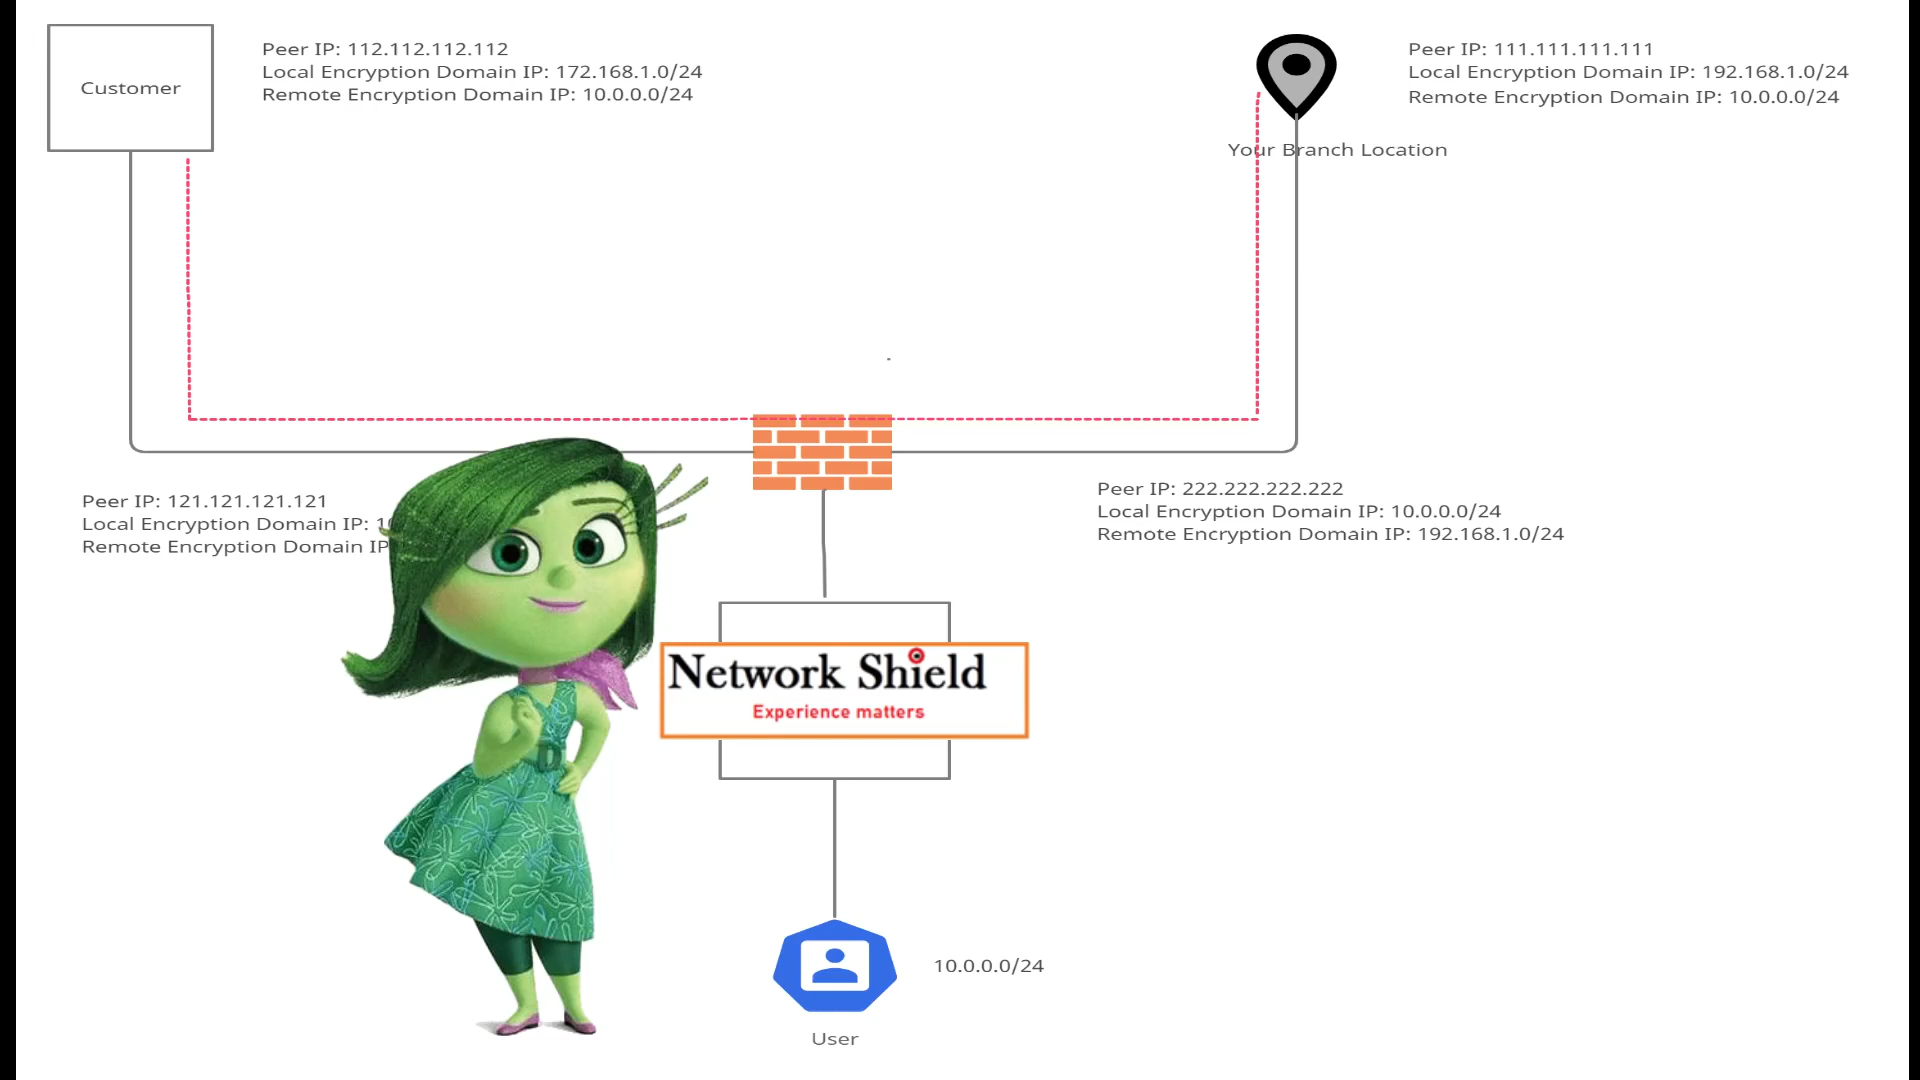 Customer
Peer IP: 112.112.112.112
Local Encryption Domain IP: 172.168.1.0/24
Remote Encryption Domain IP: 10.0.0.0/24
Peer IP: 111.111.111.111
Local Encryption Domain IP: 192.168.1.0/24
Remote Encryption Domain IP: 10.0.0.0/24
Your Branch Location
Peer IP: 121.121.121.121
Local Encryption Domain IP:
Remote Encryption Domain IP
Peer IP: 222.222.222.222
Local Encryption Domain IP: 10.0.0.0/24
Remote Encryption Domain IP: 192.168.1.0/24
Network Shield
Experience matters
10.0.0.0/24
User